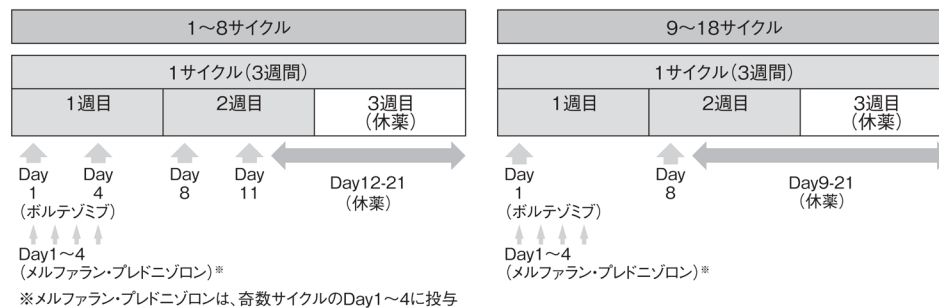 1～8サイクル
1サイクル(3週間)
1週目 2週目 3週目
(休薬)
Day
1
Day
4
Day
8
Day
11
Day12-21
(休薬)
(ボルテゾミブ)
Day1～4
(メルファラン・プレドニゾロン)※
※メルファラン・プレドニゾロンは、奇数サイクルのDay1～4に投与
9～18サイクル
1サイクル(3週間)
1週目 2週目 3週目
(休薬)
Day
1
Day
8
Day9-21
(休薬)
(ボルテゾミブ)
Day1～4
(メルファラン・プレドニゾロン)※